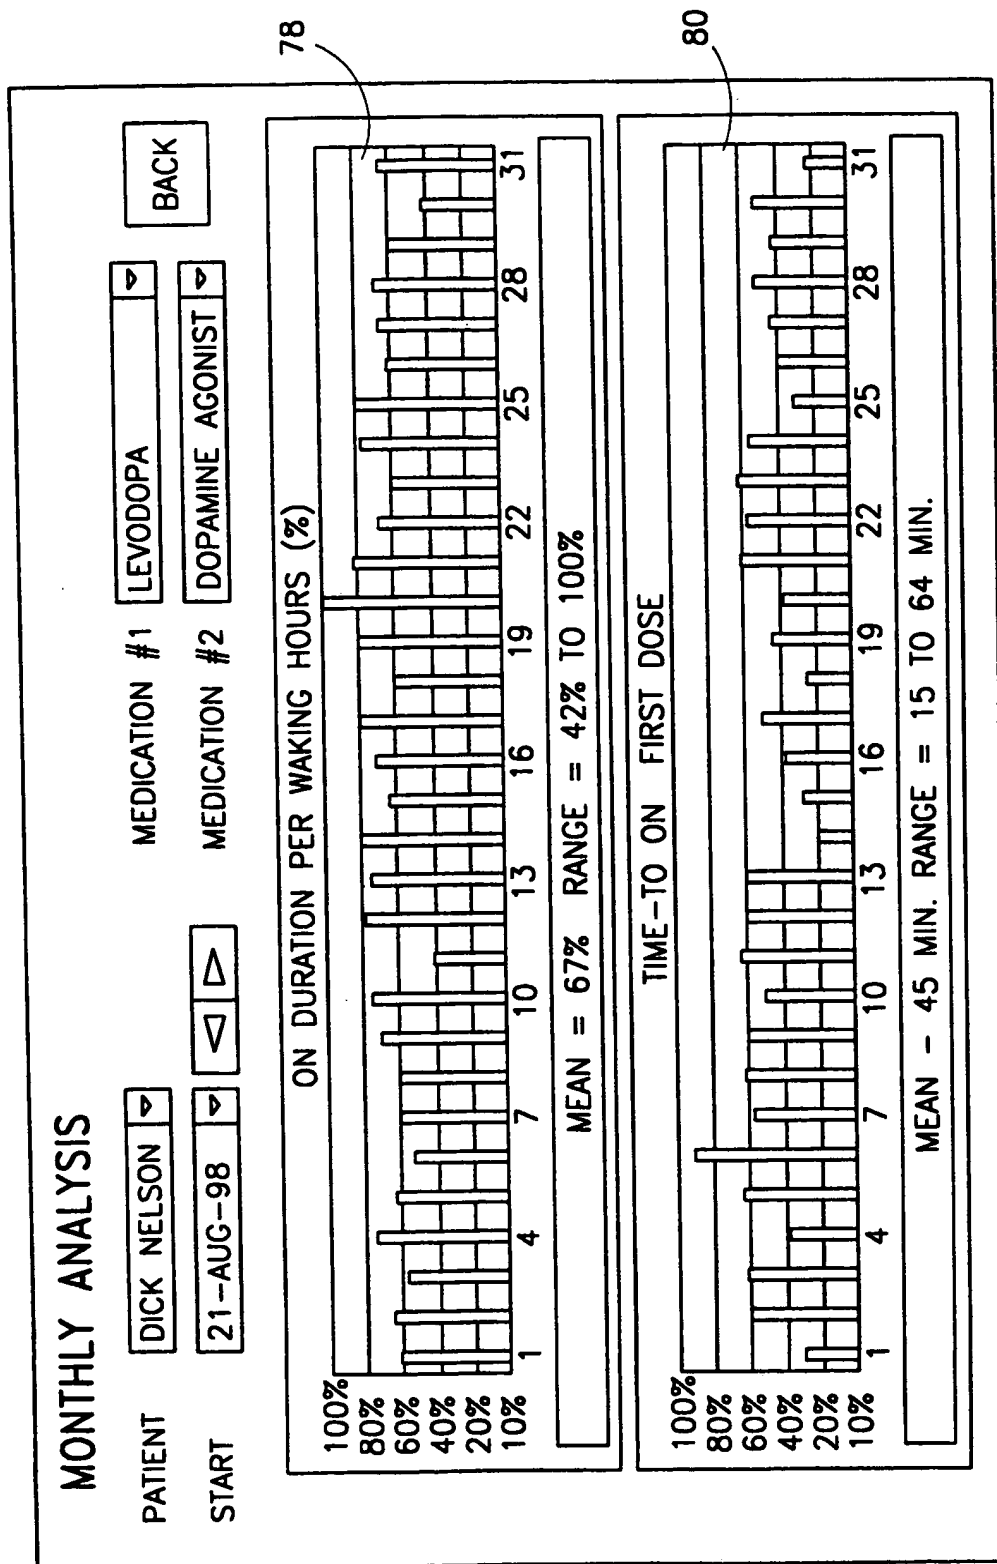 MONTHLY ANALYSIS
PATIENT DICK NELSON MEDICATION #1 LEVODOPA BACK
START 21-AUG-98 MEDICATION #2 DOPAMINE AGONIST
ON DURATION PER WAKING HOURS (%)
100%
80%
60%
40%
20%
10%
1 4 7 10 13 16 19 22 25 28 31
MEAN = 67% RANGE = 42% TO 100%
78
TIME-TO ON FIRST DOSE
100%
80%
60%
40%
20%
10%
1 4 7 10 13 16 19 22 25 28 31
MEAN - 45 MIN. RANGE = 15 TO 64 MIN.
80